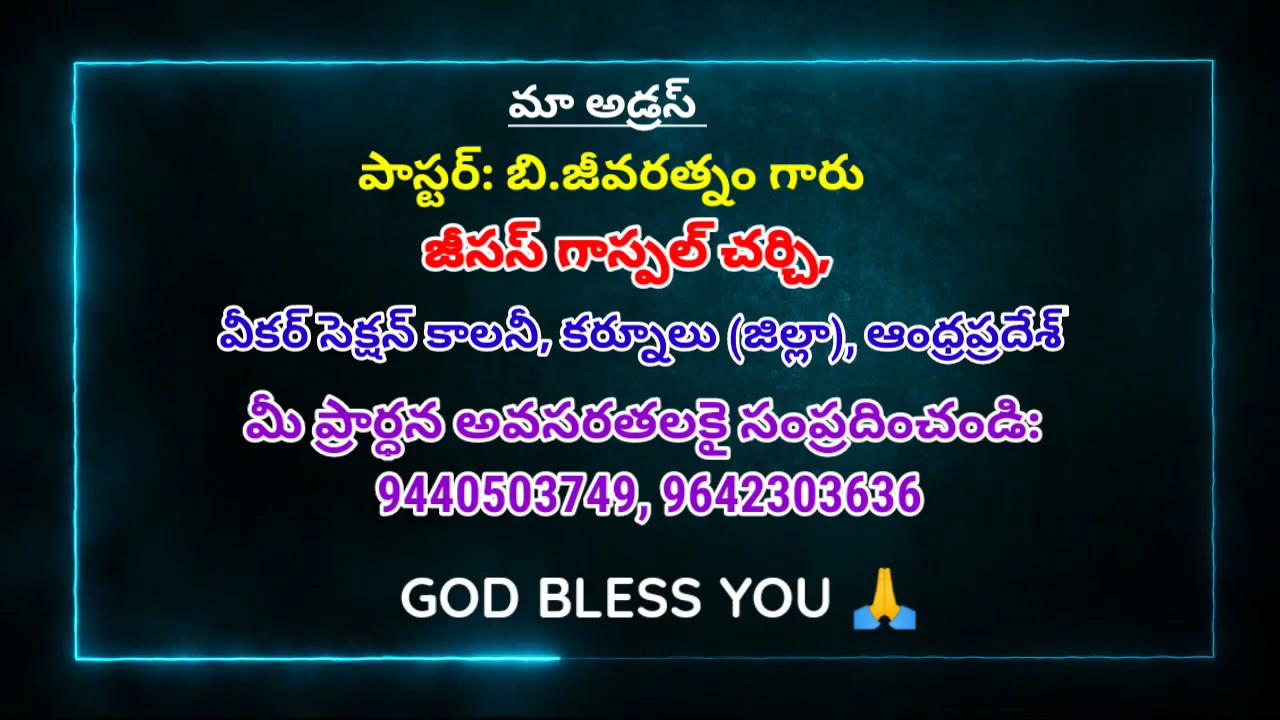 మా అడ్రస్
పాస్టర్: బి.జీవరత్నం గారు
జీసస్ గాస్పల్ చర్చి,
వీకర్ సెక్షన్ కాలనీ, కర్నూలు (జిల్లా), ఆంధ్రప్రదేశ్
మీ ప్రార్ధన అవసరతలకై సంప్రదించండి:
9440503749, 9642303636
GOD BLESS YOU 🙏